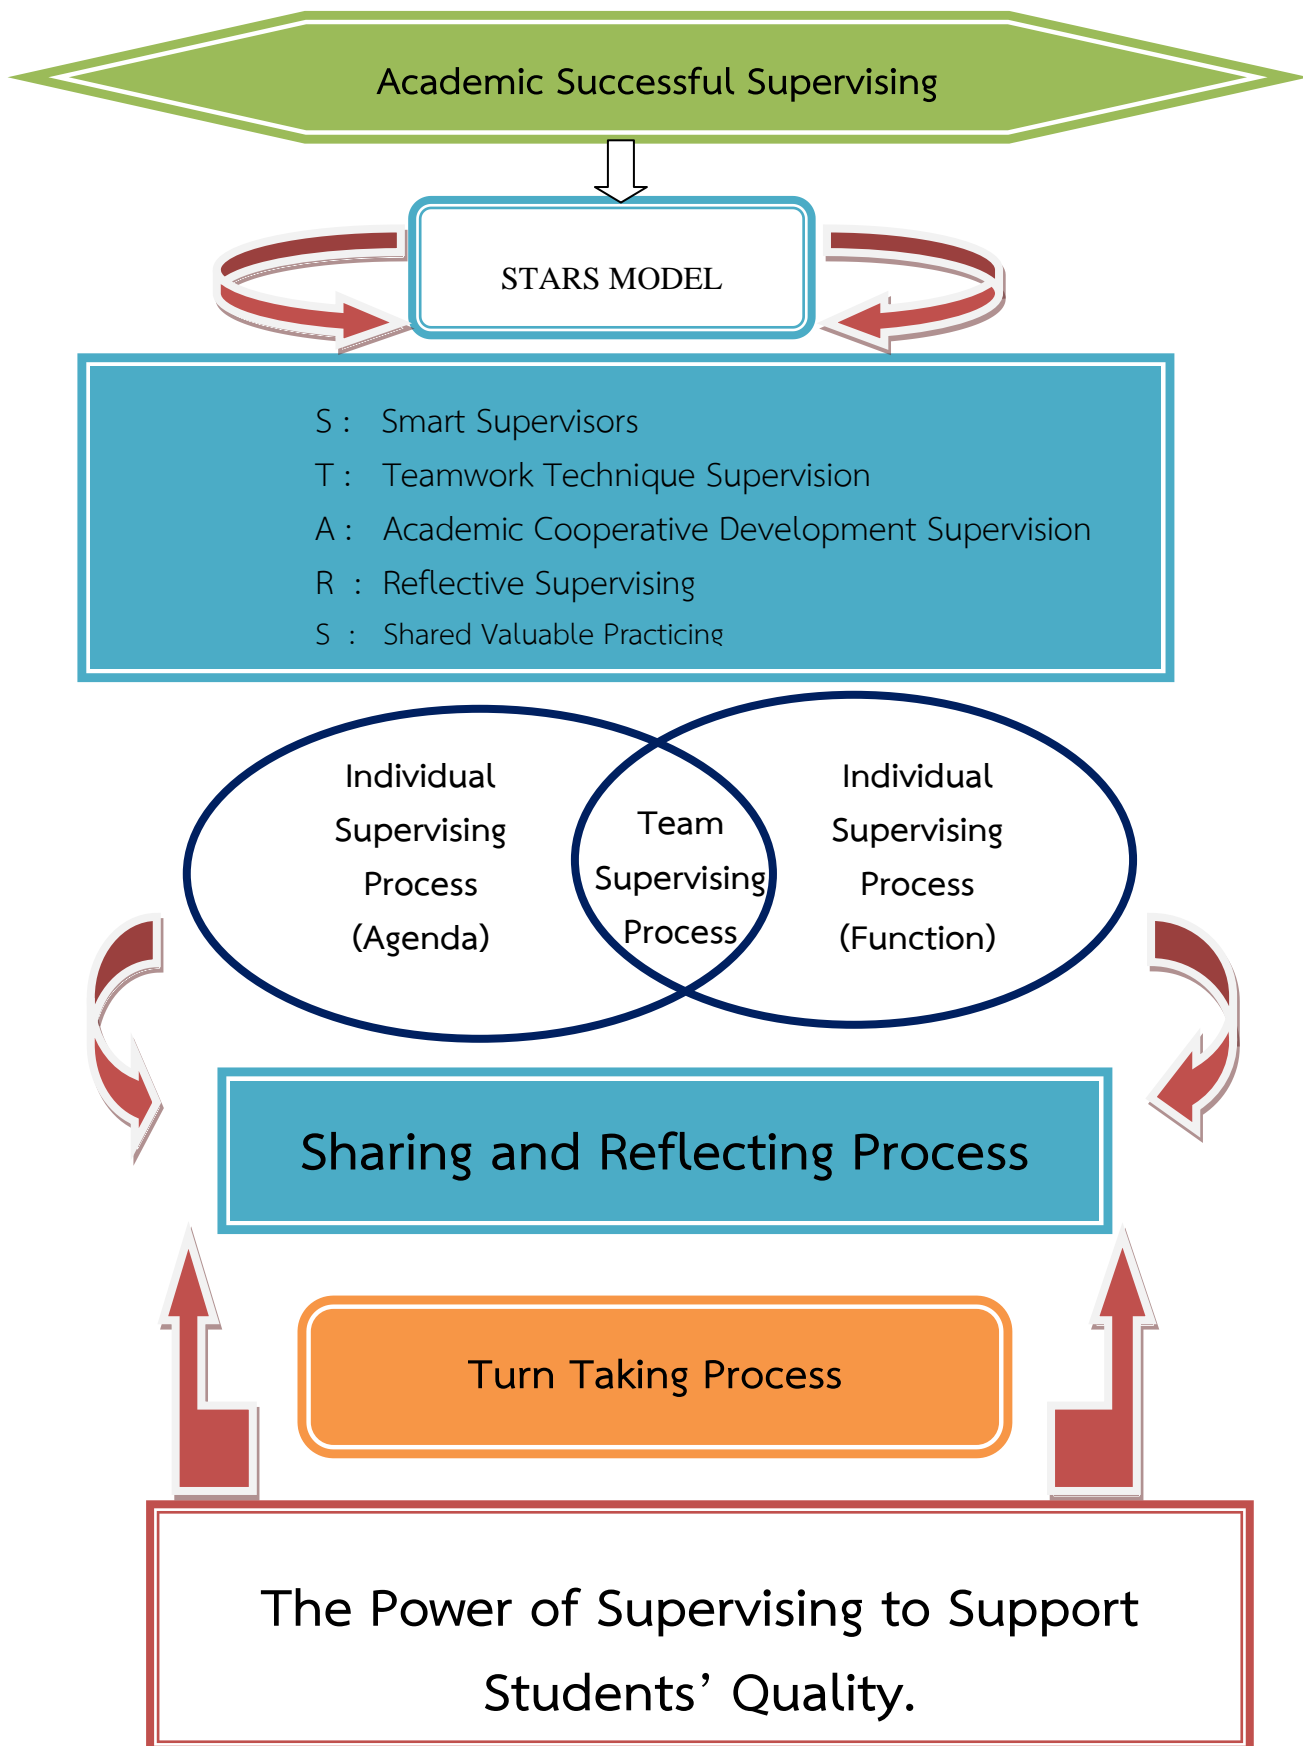 Academic Successful Supervising
STARS MODEL
S : Smart Supervisors
T : Teamwork Technique Supervision
A : Academic Cooperative Development Supervision
R : Reflective Supervising
S : Shared Valuable Practicing
Individual
Supervising
Process
(Agenda)
Team
Supervising
Process
Individual
Supervising
Process
(Function)
Sharing and Reflecting Process
Turn Taking Process
The Power of Supervising to Support
Students’ Quality.